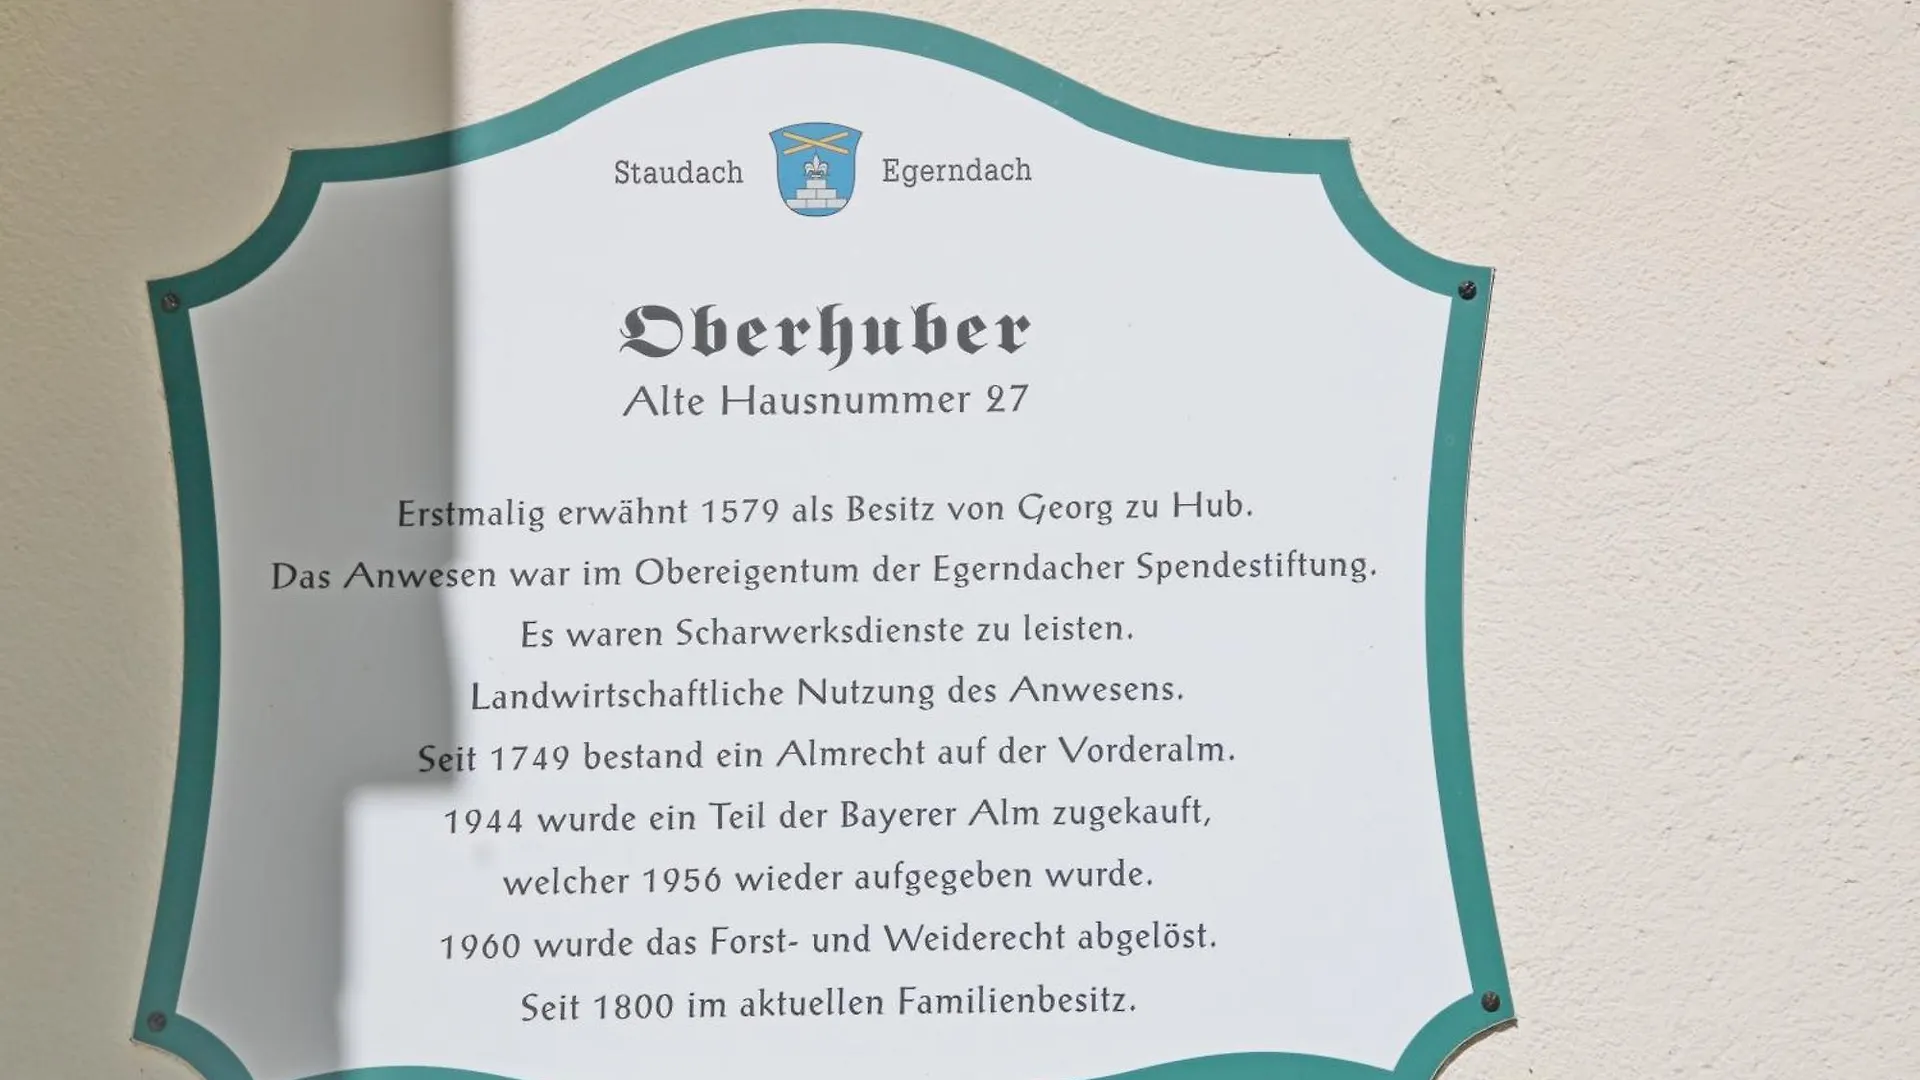 Staudach Egerndach
Oberhuber
Alte Hausnummer 27
Erstmalig erwähnt 1579 als Besitz von Georg zu Hub.
Das Anwesen war im Obereigentum der Egerndacher Spendestiftung.
Es waren Scharwerksdienste zu leisten.
Landwirtschaftliche Nutzung des Anwesens.
Seit 1749 bestand ein Almrecht auf der Vorderalm.
1944 wurde ein Teil der Bayerer Alm zugekauft,
welcher 1956 wieder aufgegeben wurde.
1960 wurde das Forst- und Weiderecht abgelöst.
Seit 1800 im aktuellen Familienbesitz.